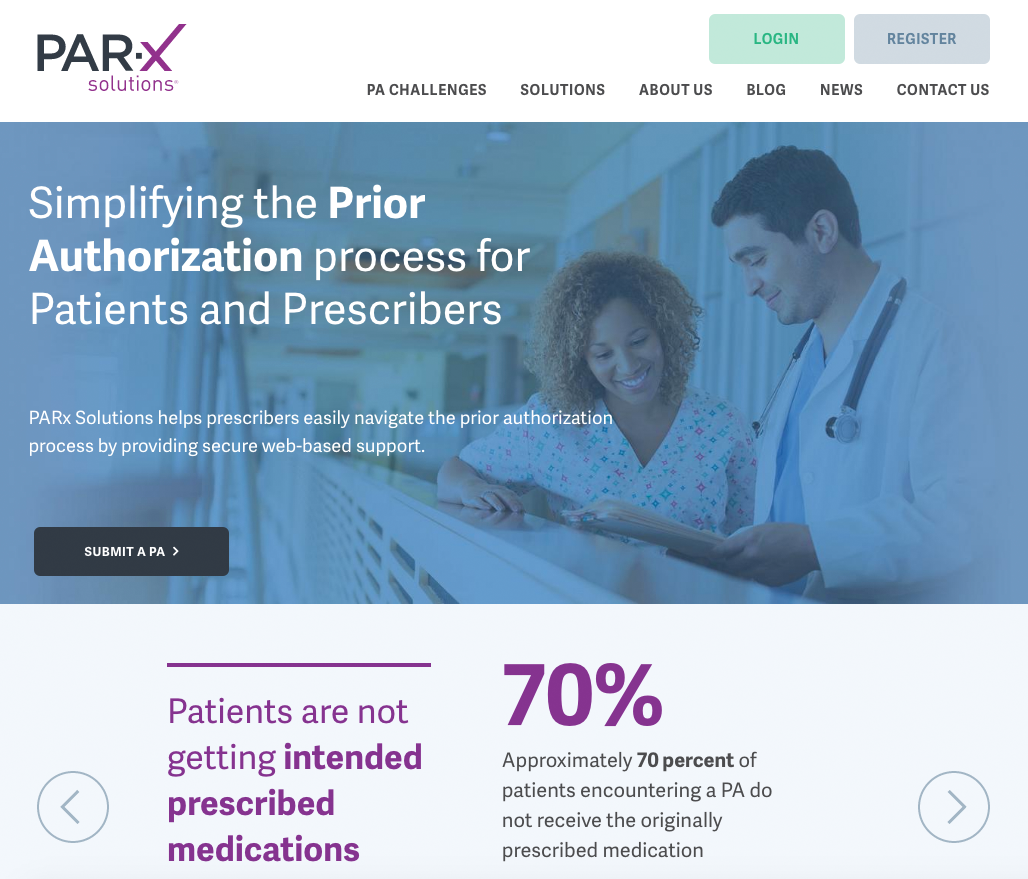 PAR·x
solutions
LOGIN
REGISTER
PA CHALLENGES
SOLUTIONS
ABOUT US
BLOG
NEWS
CONTACT US
Simplifying the Prior
Authorization process for
Patients and Prescribers
PARx Solutions helps prescribers easily navigate the prior authorization
process by providing secure web-based support.
SUBMIT A PA >
Patients are not
getting intended
prescribed
medications
70%
Approximately 70 percent of
patients encountering a PA do
not receive the originally
prescribed medication